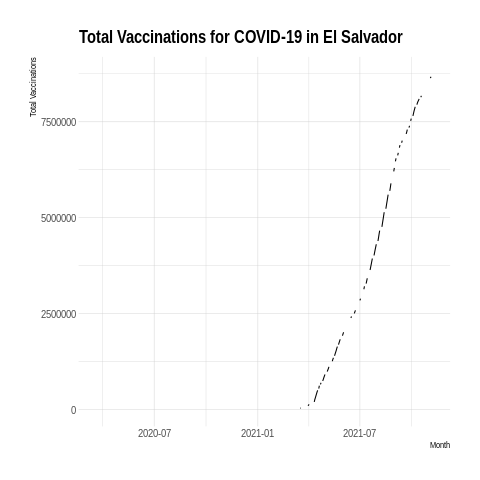 Total Vaccinations for COVID-19 in El Salvador
Total Vaccinations
7500000
5000000
2500000
0
2020-07 2021-01 2021-07
Month